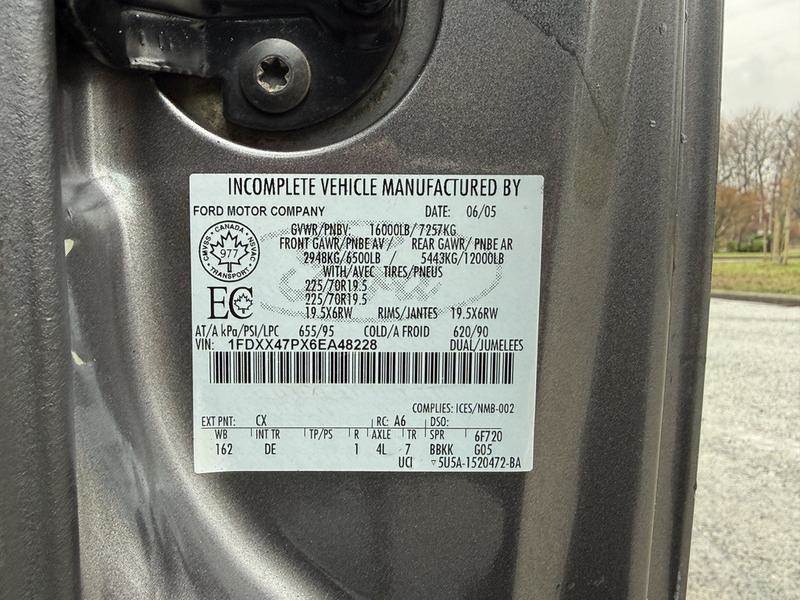 INCOMPLETE VEHICLE MANUFACTURED BY
FORD MOTOR COMPANY DATE: 06/05
GVWR/PNBV: 16000LB/7257KG
FRONT GAWR/PNBE AV / REAR GAWR/PNBE AR
2948KG/6500LB / 5443KG/12000LB
WITH/AVEC TIRES/PNEUS
225/70R19.5
225/70R19.5
19.5X6RW RIMS/JANTES 19.5X6RW
CANADA
CMVSS NSVAC
977
TRANSPORT
EC
AT/A kPa/PSI/LPC 655/95 COLD/A FROID 620/90
VIN: 1FDXX47PX6EA48228 DUAL/JUMELEES
COMPLIES: ICES/NMB-002
EXT PNT: CX RC: A6 DSO:
WB INT TR TP/PS R AXLE TR SPR 6F720
162 DE 1 4L 7 BBKK G05
UCI ▽5U5A-1520472-BA